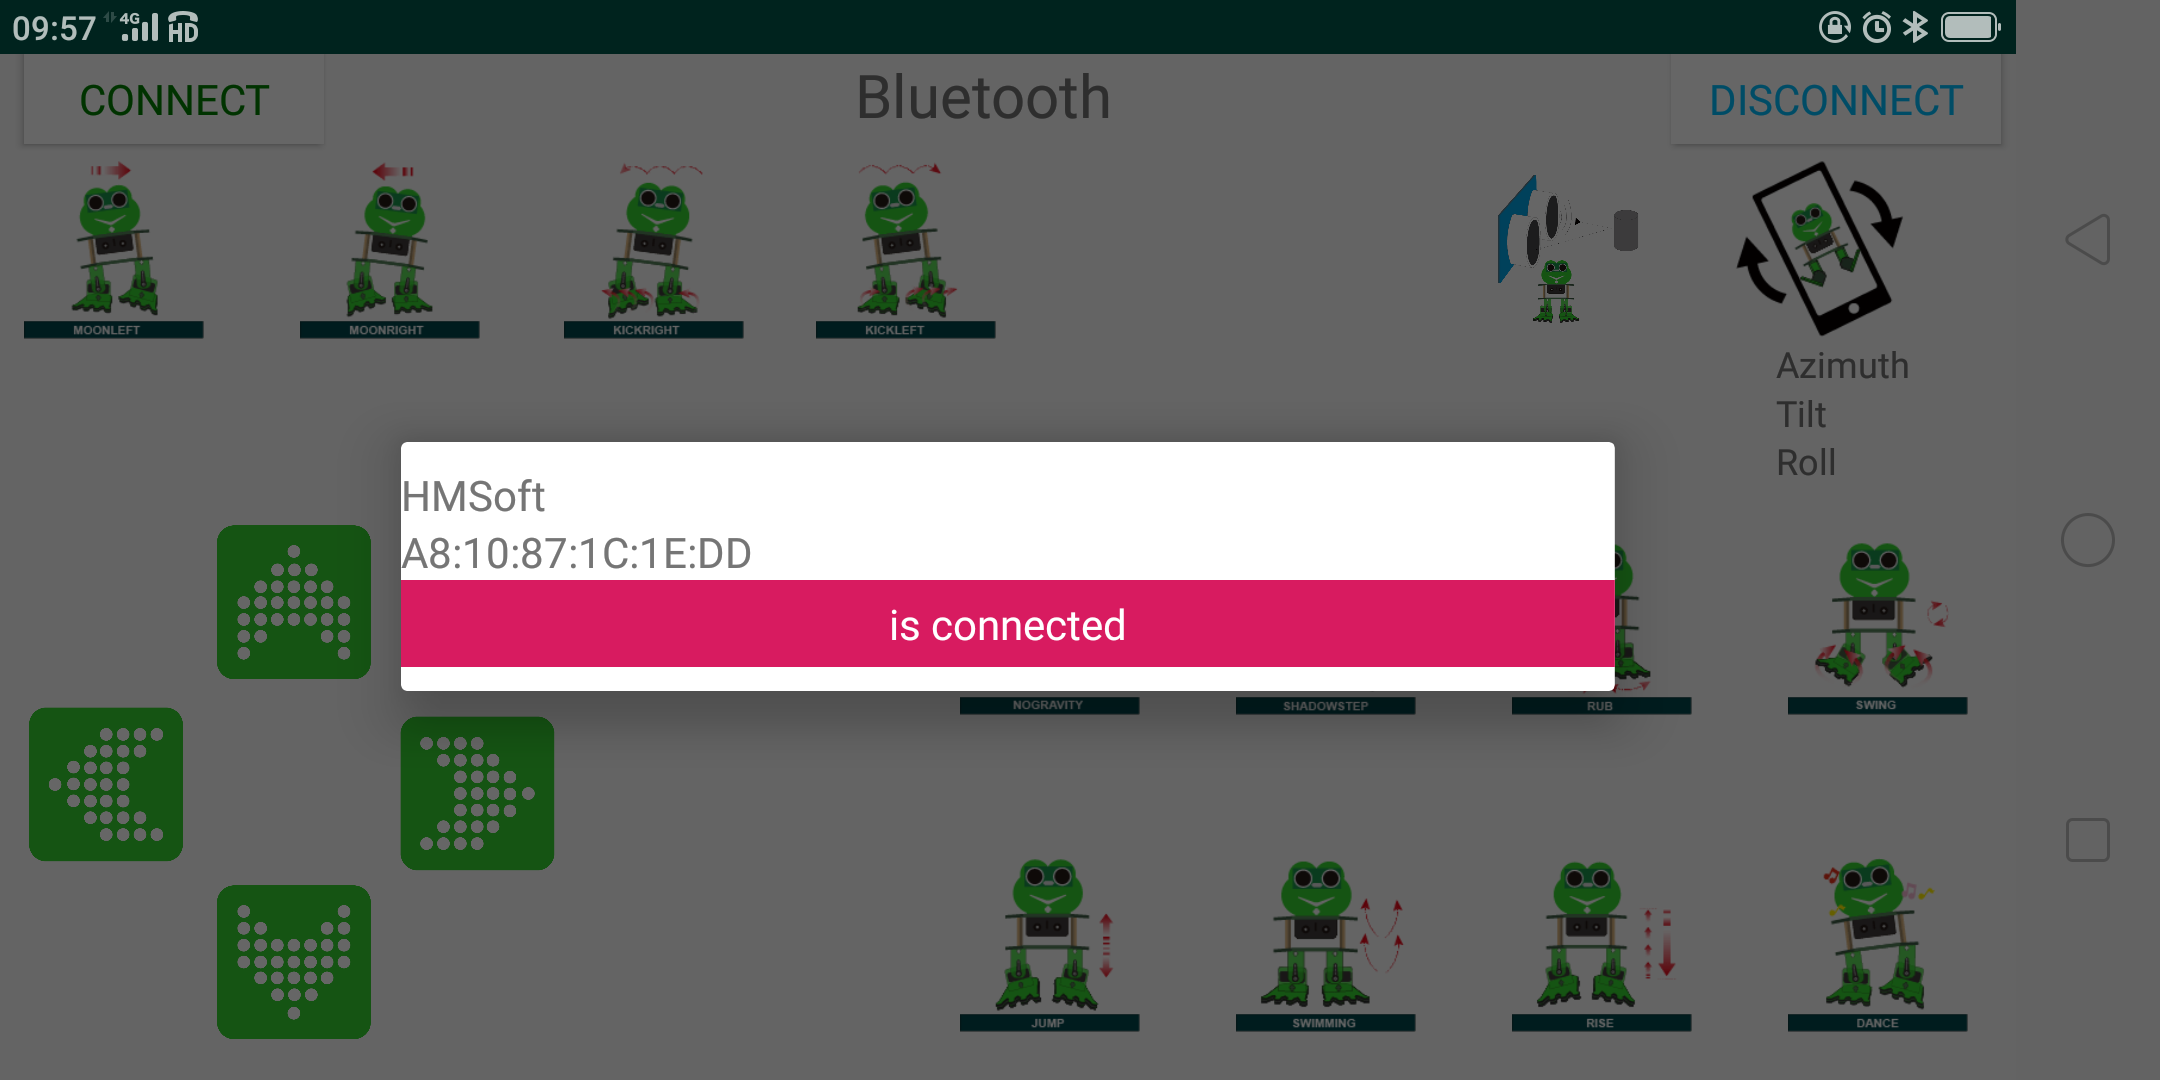 09:57 4G HD
CONNECT
Bluetooth
DISCONNECT
MOONLEFT
MOONRIGHT
KICKRIGHT
KICKLEFT
Azimuth
Tilt
Roll
HMSoft
A8:10:87:1C:1E:DD
is connected
NOGRAVITY
SHADOWSTEP
RUB
SWING
JUMP
SWIMMING
RISE
DANCE